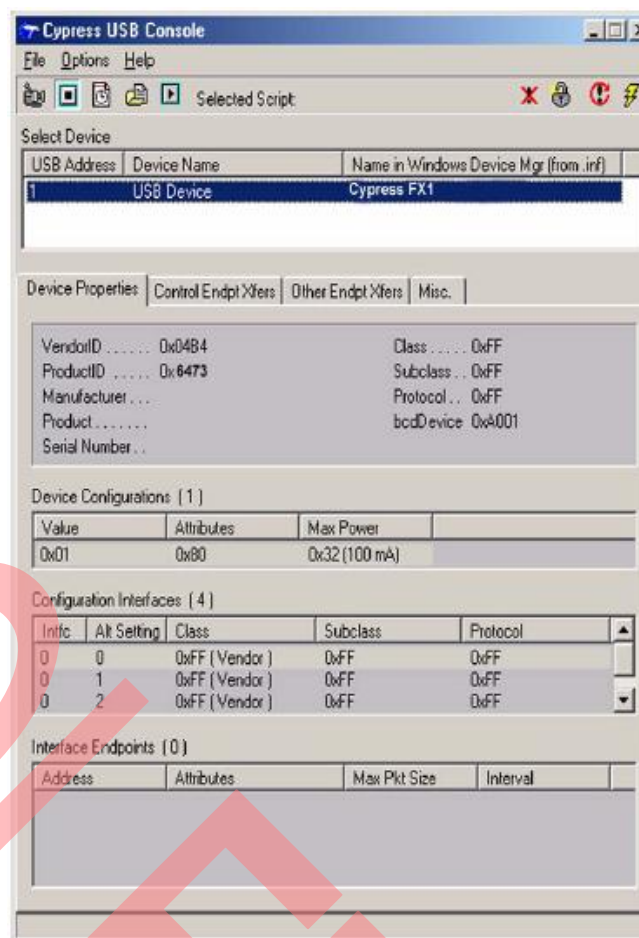 Cypress USB Console
File Options Help
Selected Script:
Select Device
USB Address Device Name Name in Windows Device Mgr (from .inf)
1 USB Device Cypress FX1
Device Properties Control Endpt Xfers Other Endpt Xfers Misc.
VendorID ...... 0x04B4 Class ..... 0xFF
ProductID ..... 0x6473 Subclass .. 0xFF
Manufacturer ... Protocol .. 0xFF
Product....... bcdDevice 0xA001
Serial Number ..
Device Configurations (1)
Value Attributes Max Power
0x01 0x80 0x32 (100 mA)
Configuration Interfaces (4)
Intfc Alt Setting Class Subclass Protocol
0 0 0xFF (Vendor) 0xFF 0xFF
0 1 0xFF (Vendor) 0xFF 0xFF
0 2 0xFF (Vendor) 0xFF 0xFF
Interface Endpoints (0)
Address Attributes Max Pkt Size Interval